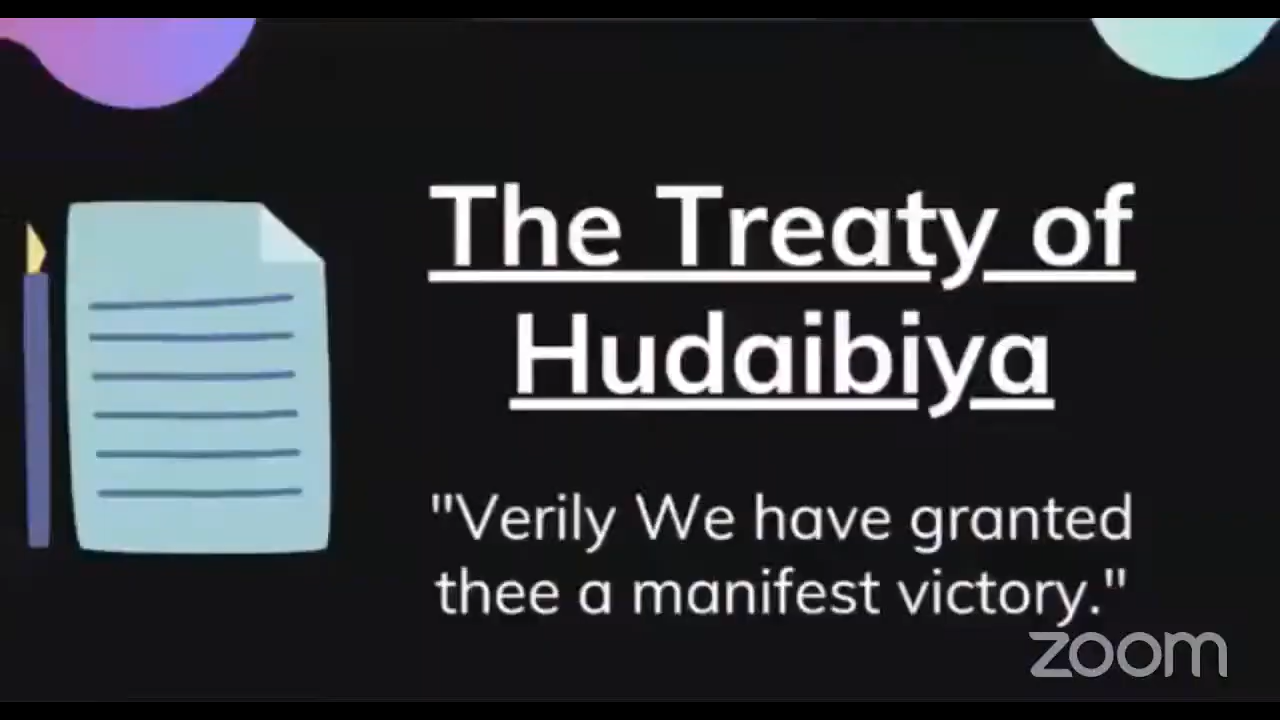 The Treaty of
Hudaibiya
"Verily We have granted
thee a manifest victory."
zoom